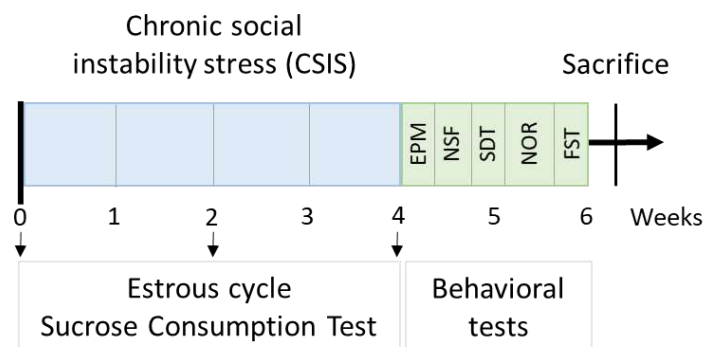 Chronic social
instability stress (CSIS)
Sacrifice
EPM
NSF
SDT
NOR
FST
0 1 2 3 4 5 6 Weeks
Estrous cycle
Sucrose Consumption Test
Behavioral
tests